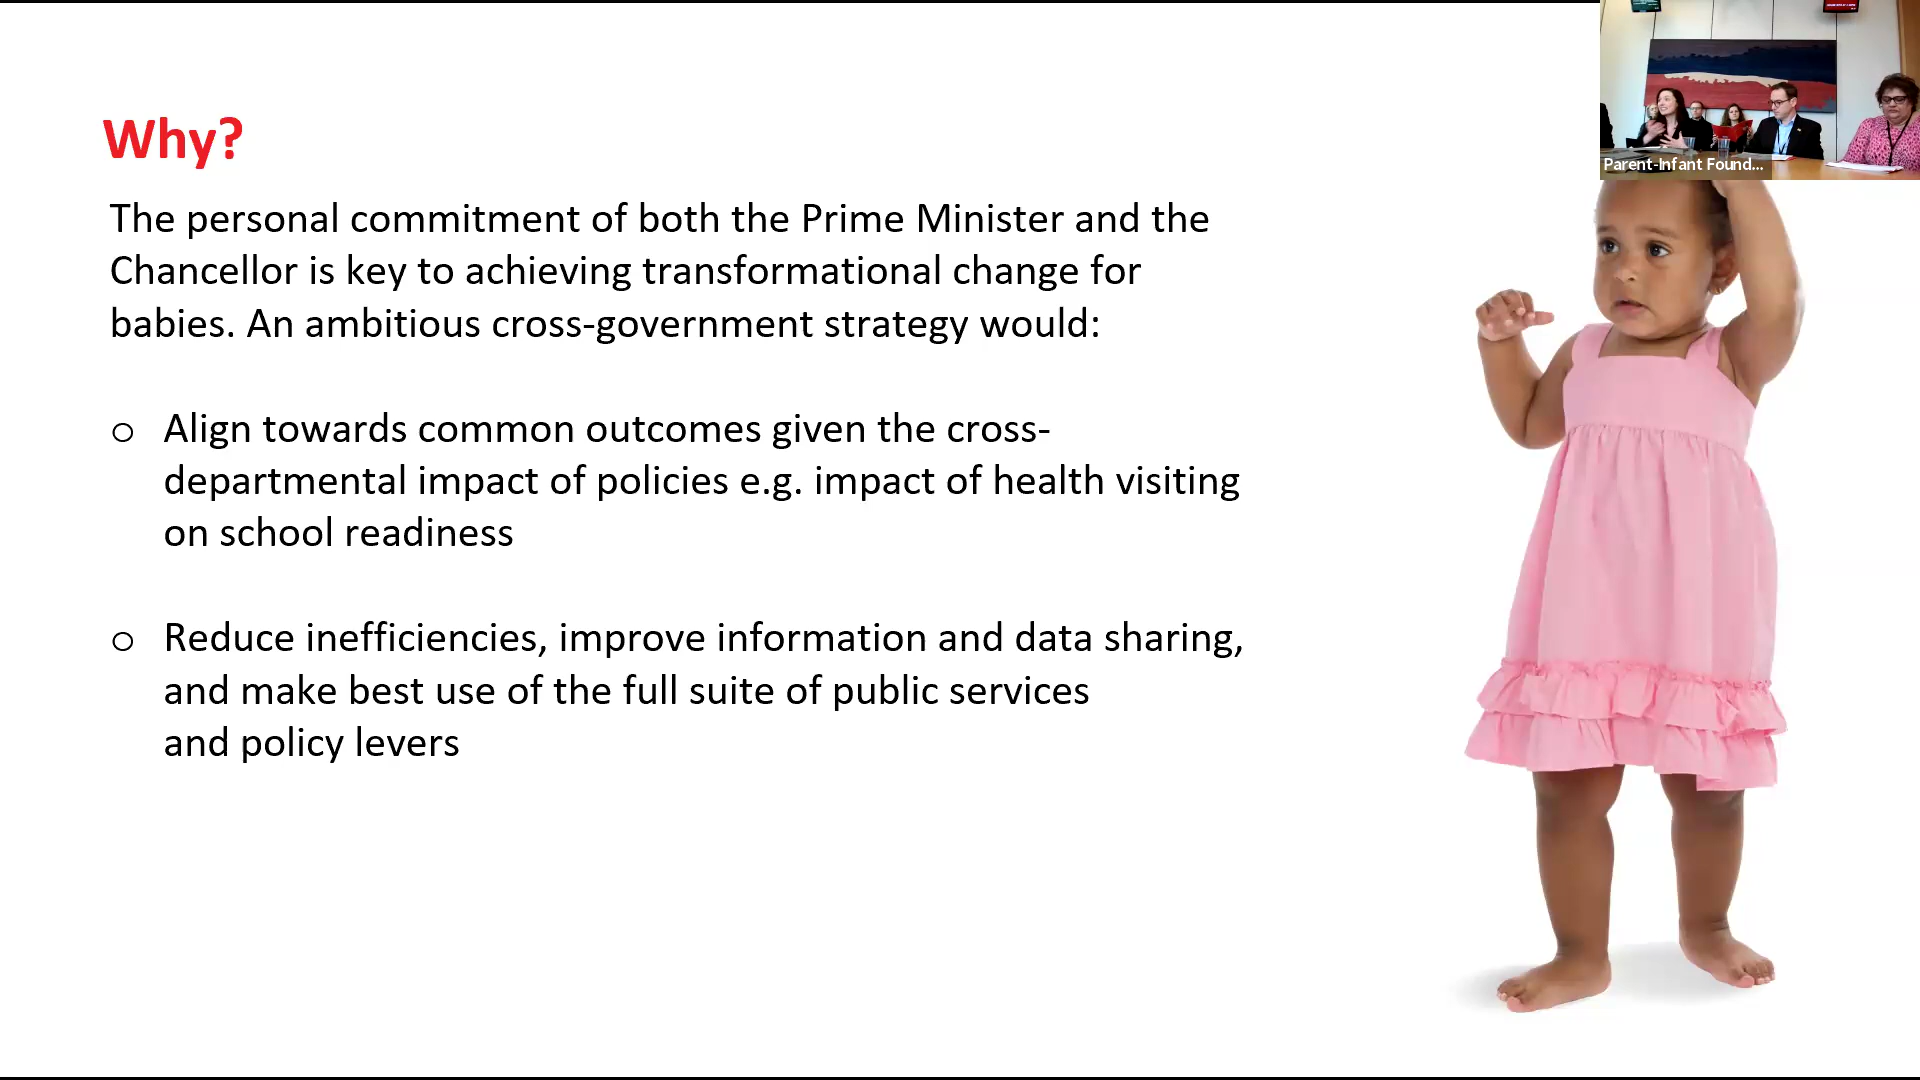 Why?
The personal commitment of both the Prime Minister and the
Chancellor is key to achieving transformational change for
babies. An ambitious cross-government strategy would:
o Align towards common outcomes given the cross-
departmental impact of policies e.g. impact of health visiting
on school readiness
o Reduce inefficiencies, improve information and data sharing,
and make best use of the full suite of public services
and policy levers
Parent-Infant Found...